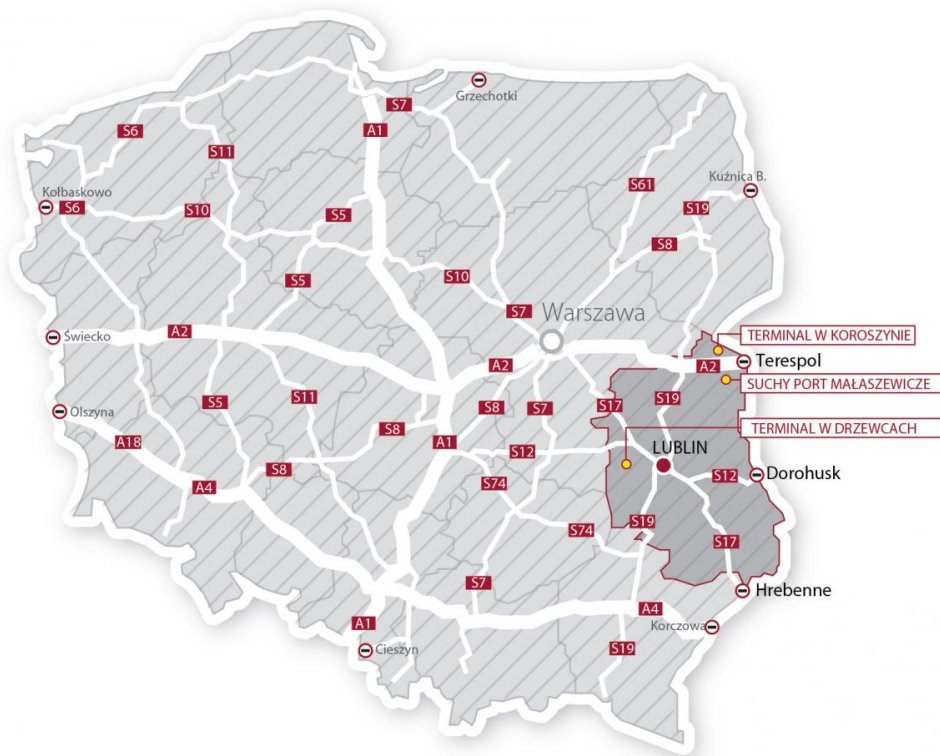 Grzechotki
S7
A1
S6
S11
Kuźnica B.
S61
Kołbaskowo
S6
S10
S5
S19
S8
S5
S10
S7
Warszawa
Świecko
A2
TERMINAL W KOROSZYNIE
A2
A2
Terespol
SUCHY PORT MAŁASZEWICZE
S5
S11
S8
S7
S17
S19
Olszyna
TERMINAL W DRZEWCACH
A18
S8
A1
S12
LUBLIN
S8
A4
S74
S12
Dorohusk
S74
S19
S17
S7
Hrebenne
A4
Korczowa
A1
Cieszyn
S19